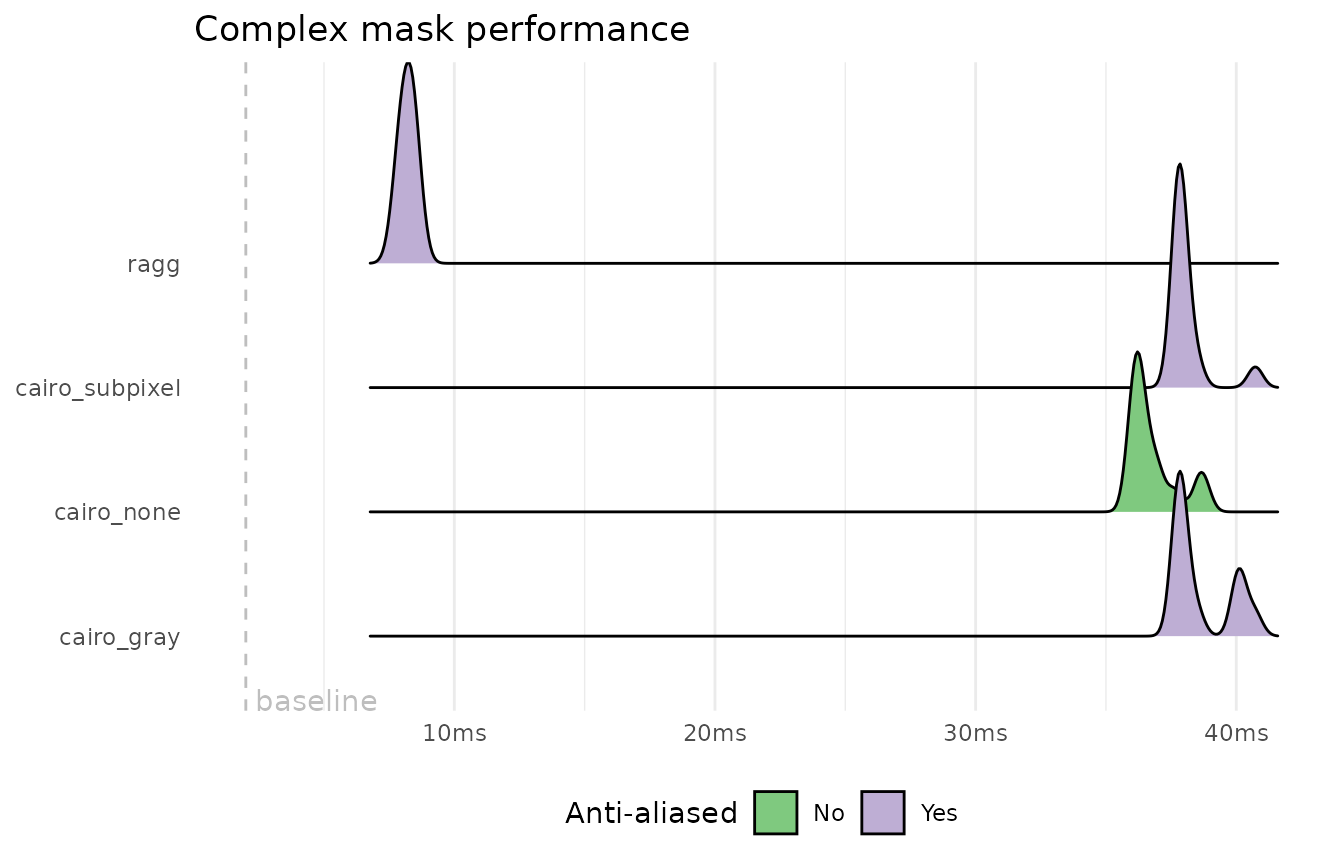 Complex mask performance
ragg
cairo_subpixel
cairo_none
cairo_gray
baseline
10ms 20ms 30ms 40ms
Anti-aliased No Yes